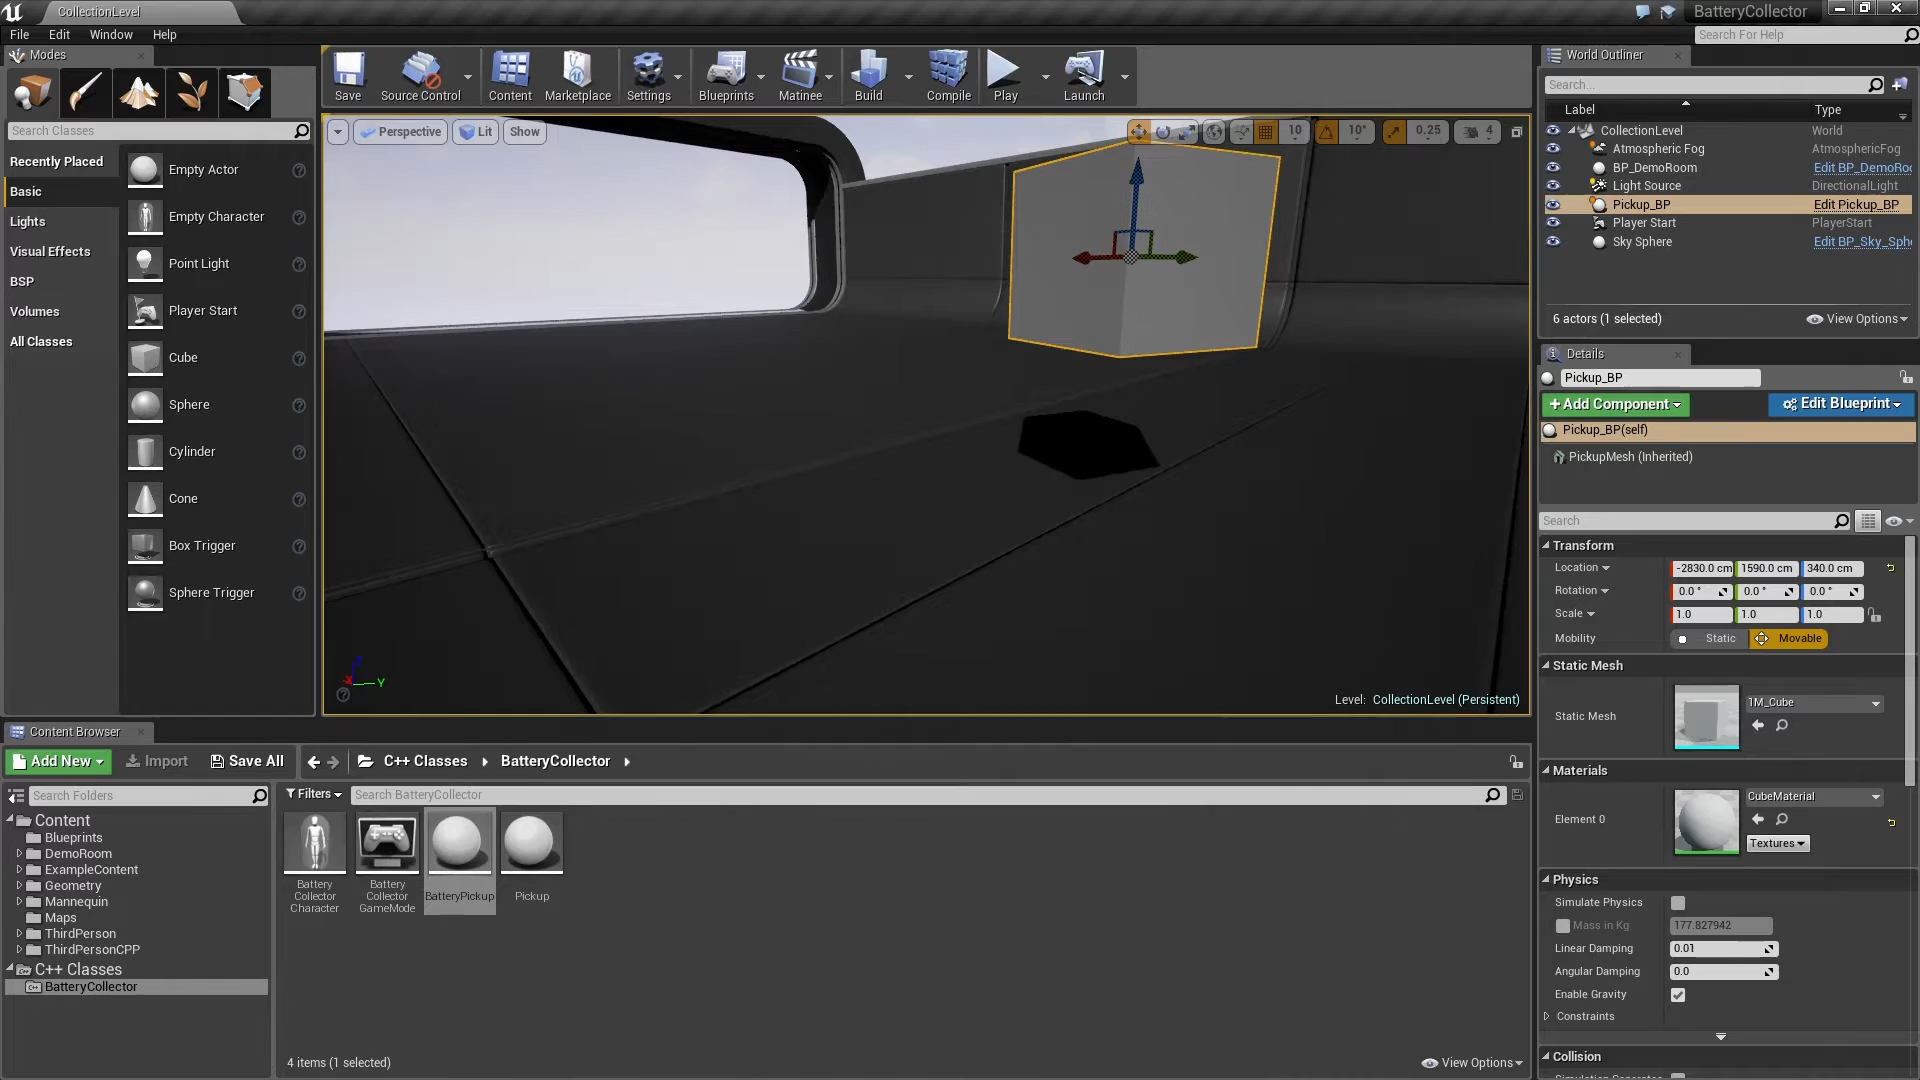 CollectionLevel
BatteryCollector
File Edit Window Help
Search For Help
Modes
Search Classes
Recently Placed
Basic
Lights
Visual Effects
BSP
Volumes
All Classes
Empty Actor
Empty Character
Point Light
Player Start
Cube
Sphere
Cylinder
Cone
Box Trigger
Sphere Trigger
Save Source Control Content Marketplace Settings Blueprints Matinee Build Compile Play Launch
Perspective Lit Show
10 10° 0.25 4
Level: CollectionLevel (Persistent)
Z
Y
World Outliner
Search...
Label Type
CollectionLevel World
Atmospheric Fog AtmosphericFog
BP_DemoRoom Edit BP_DemoRoo
Light Source DirectionalLight
Pickup_BP Edit Pickup_BP
Player Start PlayerStart
Sky Sphere Edit BP_Sky_Sphe
6 actors (1 selected) View Options
Details
Pickup_BP
+Add Component Edit Blueprint
Pickup_BP(self)
PickupMesh (Inherited)
Search
Transform
Location -2830.0 cm 1590.0 cm 340.0 cm
Rotation 0.0 ° 0.0 ° 0.0 °
Scale 1.0 1.0 1.0
Mobility Static Movable
Static Mesh
Static Mesh 1M_Cube
Materials
Element 0 CubeMaterial
Textures
Physics
Simulate Physics
Mass in Kg 177.827942
Linear Damping 0.01
Angular Damping 0.0
Enable Gravity
Constraints
Collision
Content Browser
Add New Import Save All C++ Classes BatteryCollector
Search Folders
Filters Search BatteryCollector
Content
Blueprints
DemoRoom
ExampleContent
Geometry
Mannequin
Maps
ThirdPerson
ThirdPersonCPP
C++ Classes
BatteryCollector
Battery
Collector
Character
Battery
Collector
GameMode
BatteryPickup
Pickup
4 items (1 selected) View Options